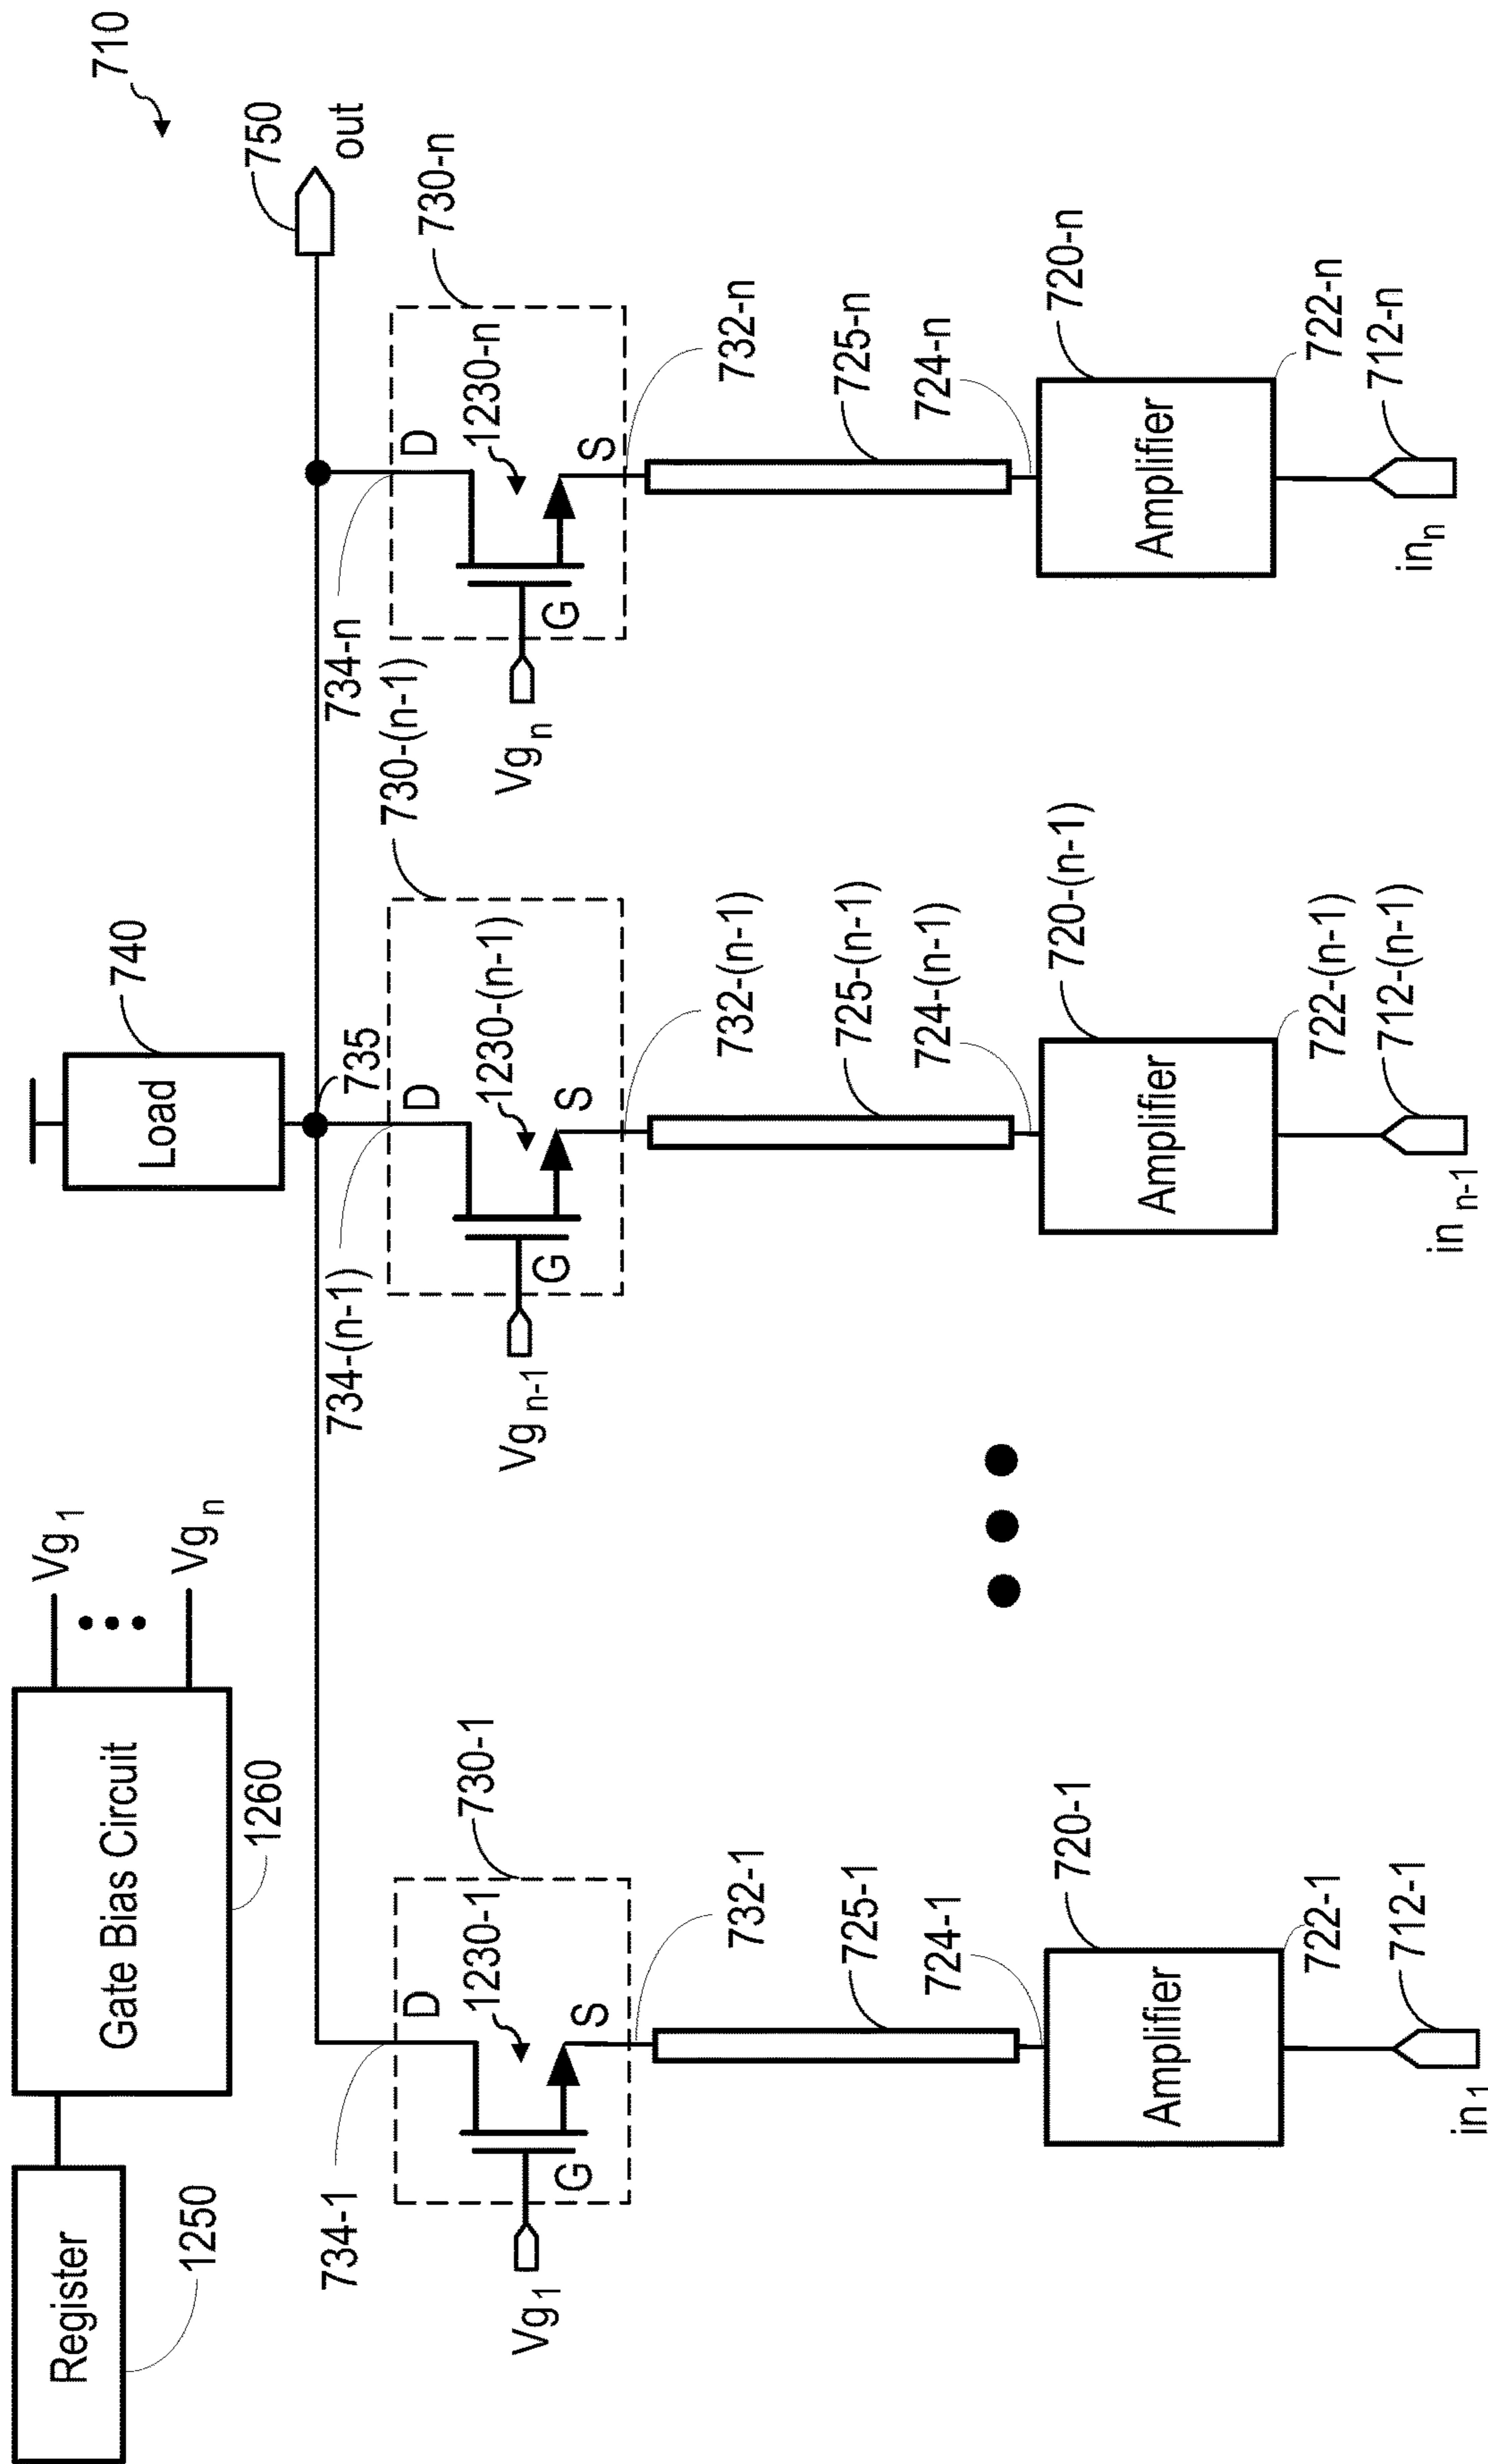 710
Register
1250
Gate Bias Circuit
1260
Vg1
Vgn
Load
740
735
750
out
734-1
D
730-1
1230-1
G
S
Vg1
732-1
725-1
724-1
720-1
Amplifier
722-1
712-1
in1
734-(n-1)
D
730-(n-1)
1230-(n-1)
G
S
Vgn-1
732-(n-1)
725-(n-1)
724-(n-1)
720-(n-1)
Amplifier
722-(n-1)
712-(n-1)
in n-1
734-n
D
730-n
1230-n
G
S
Vgn
732-n
725-n
724-n
720-n
Amplifier
722-n
712-n
inn